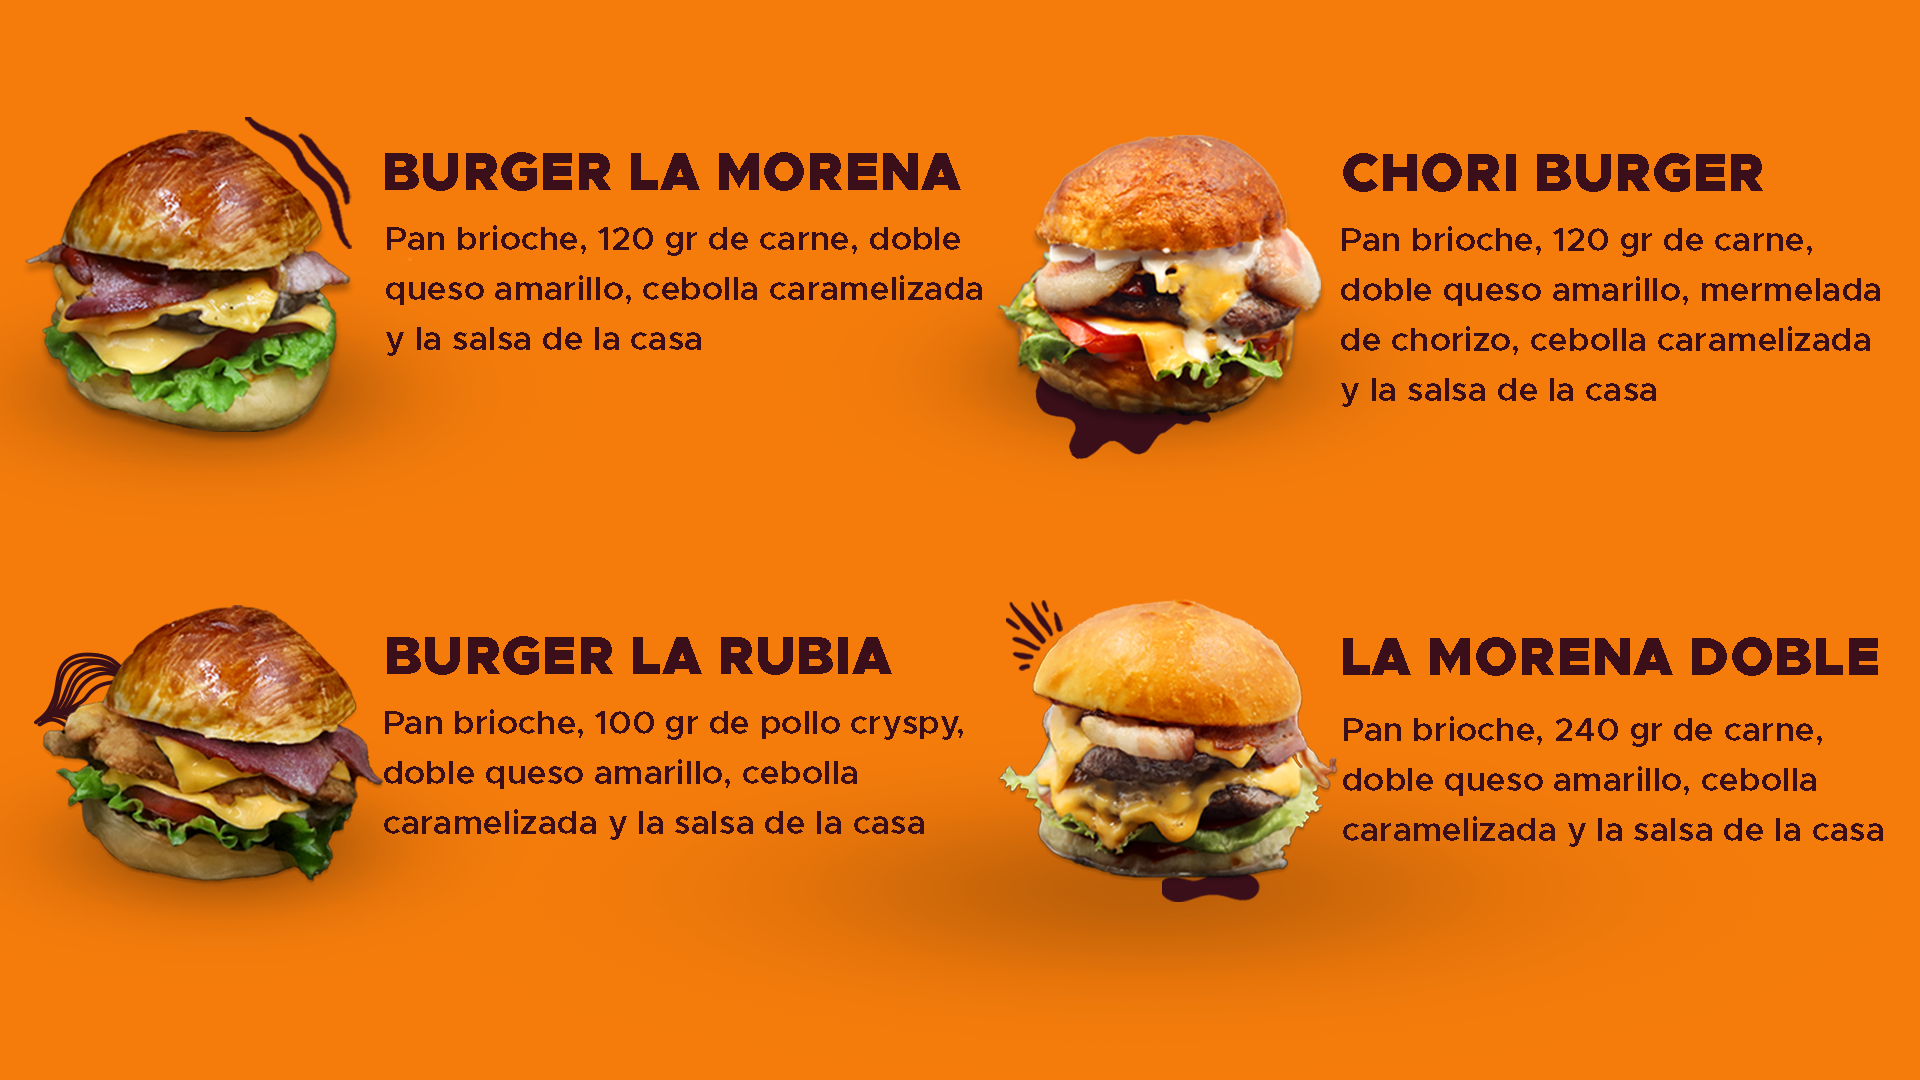 BURGER LA MORENA
Pan brioche, 120 gr de carne, doble
queso amarillo, cebolla caramelizada
y la salsa de la casa
CHORI BURGER
Pan brioche, 120 gr de carne,
doble queso amarillo, mermelada
de chorizo, cebolla caramelizada
y la salsa de la casa
BURGER LA RUBIA
Pan brioche, 100 gr de pollo cryspy,
doble queso amarillo, cebolla
caramelizada y la salsa de la casa
LA MORENA DOBLE
Pan brioche, 240 gr de carne,
doble queso amarillo, cebolla
caramelizada y la salsa de la casa